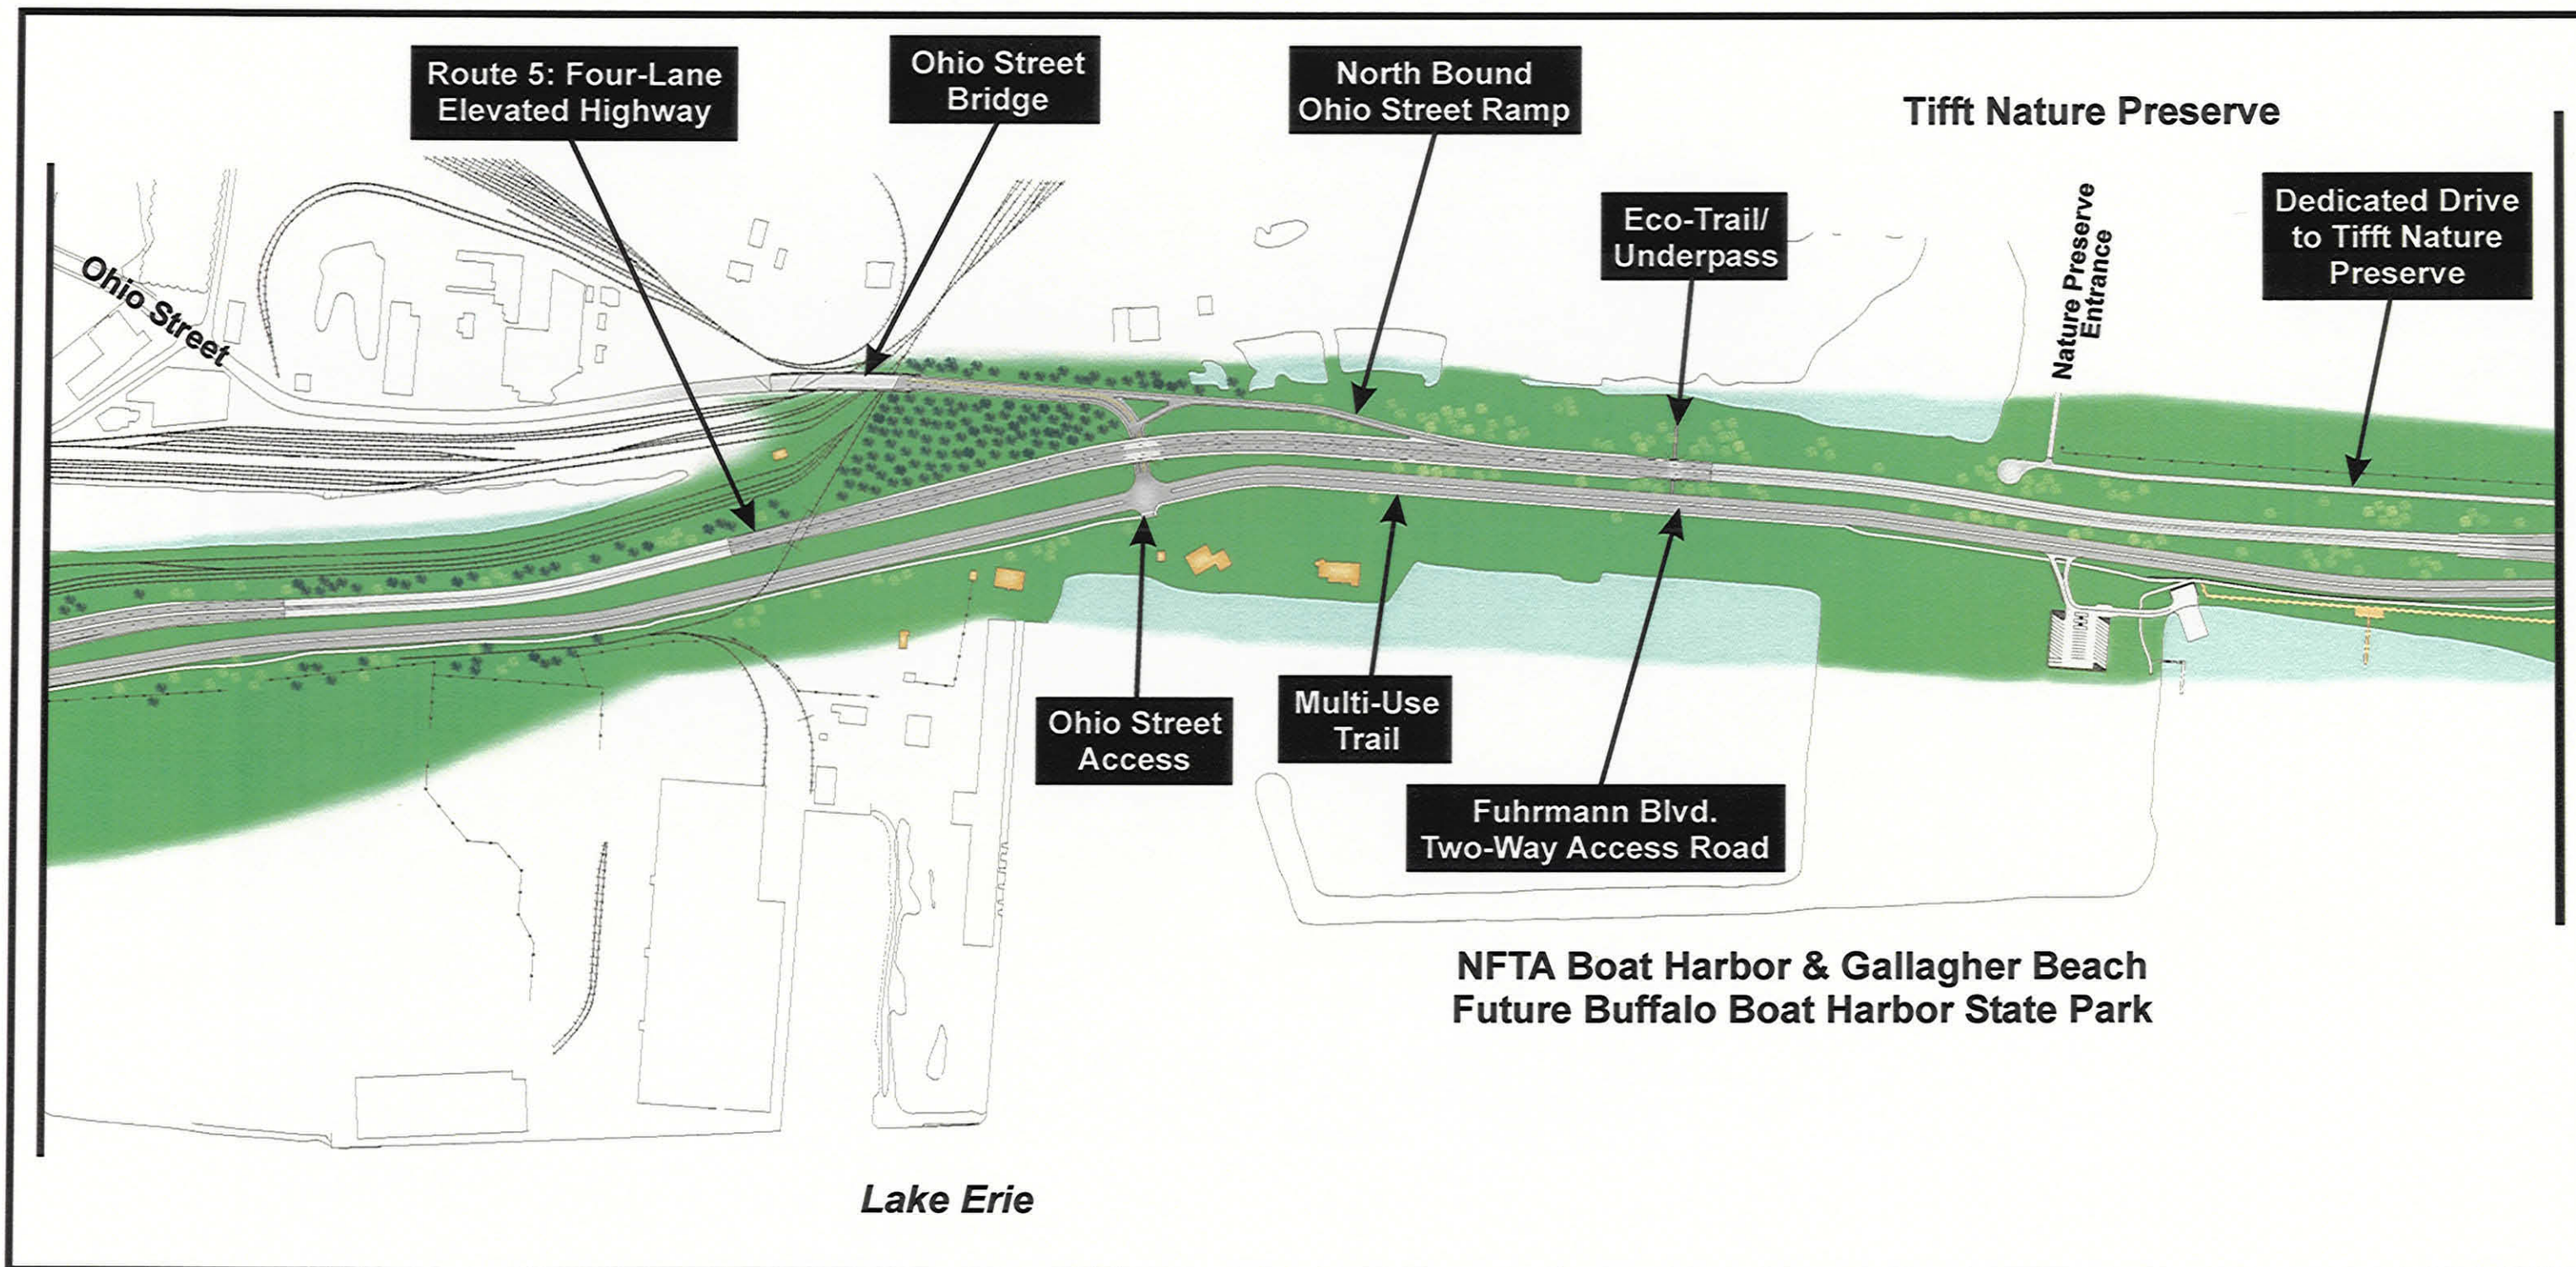 Route 5: Four-Lane
Elevated Highway
Ohio Street
Bridge
North Bound
Ohio Street Ramp
Tifft Nature Preserve
Eco-Trail/
Underpass
Nature Preserve
Entrance
Dedicated Drive
to Tifft Nature
Preserve
Ohio Street
Ohio Street
Access
Multi-Use
Trail
Fuhrmann Blvd.
Two-Way Access Road
NFTA Boat Harbor & Gallagher Beach
Future Buffalo Boat Harbor State Park
Lake Erie